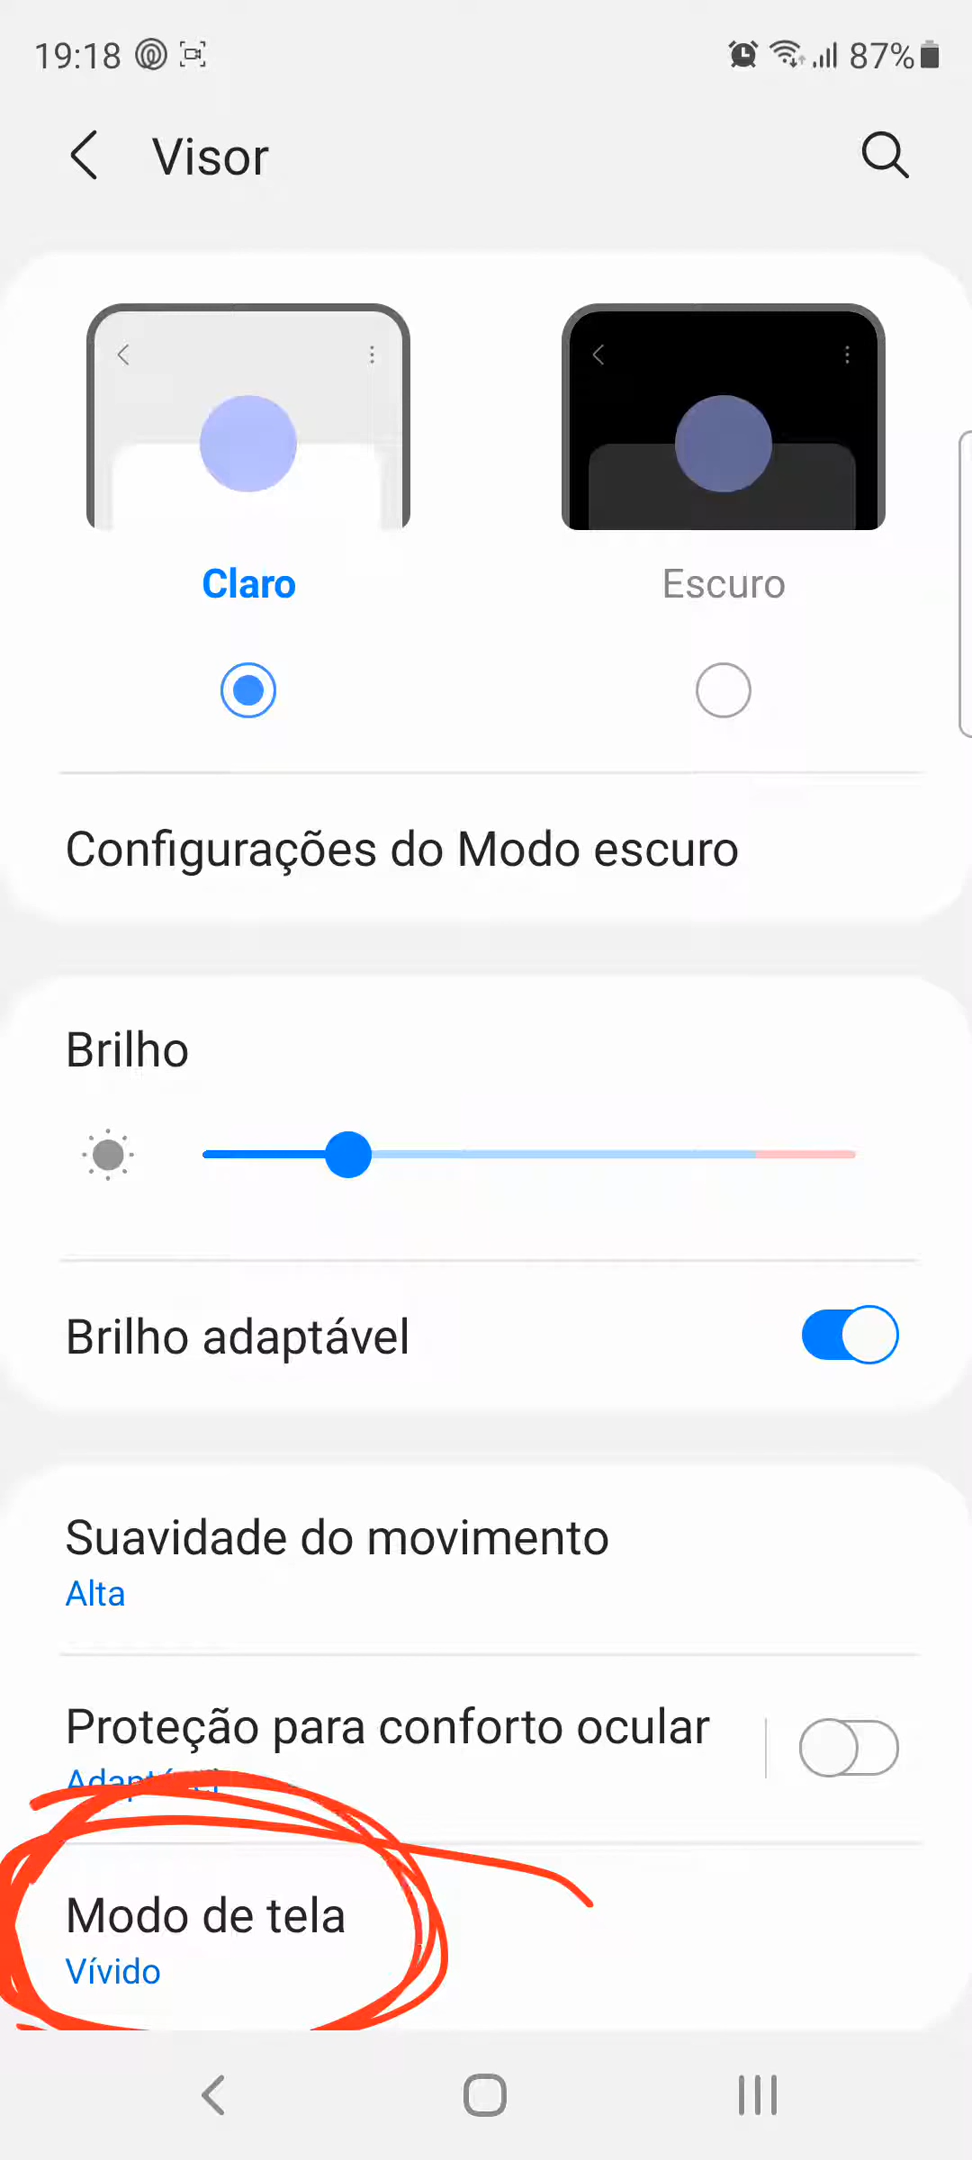 19:18
87%
Visor
Claro
Escuro
Configurações do Modo escuro
Brilho
Brilho adaptável
Suavidade do movimento
Alta
Proteção para conforto ocular
Adaptável
Modo de tela
Vívido